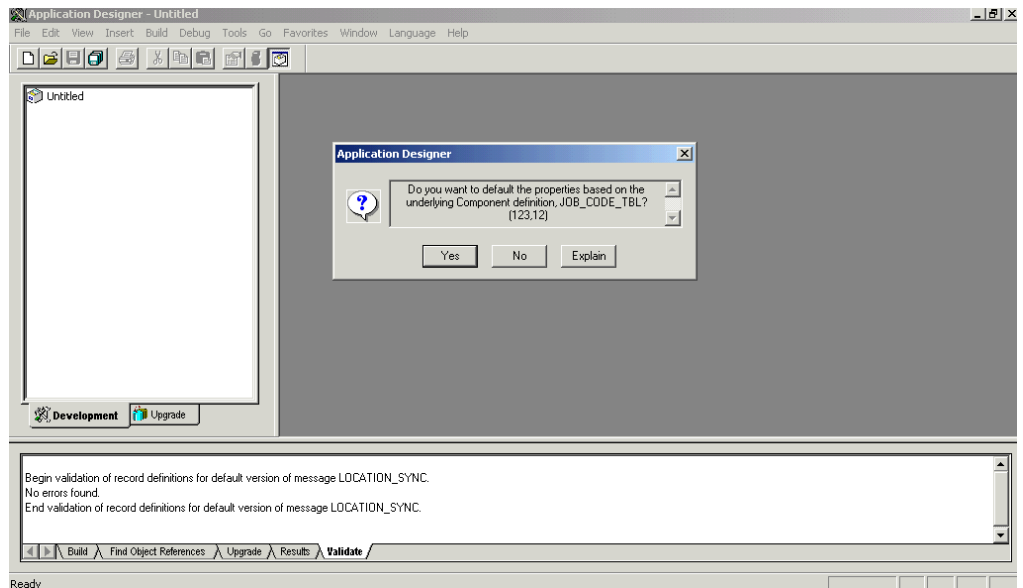 Application Designer - Untitled
File Edit View Insert Build Debug Tools Go Favorites Window Language Help
Untitled
Application Designer
Do you want to default the properties based on the
underlying Component definition, JOB_CODE_TBL?
(123,12)
Yes No Explain
Development Upgrade
Begin validation of record definitions for default version of message LOCATION_SYNC.
No errors found.
End validation of record definitions for default version of message LOCATION_SYNC.
Build Find Object References Upgrade Results Validate
Ready